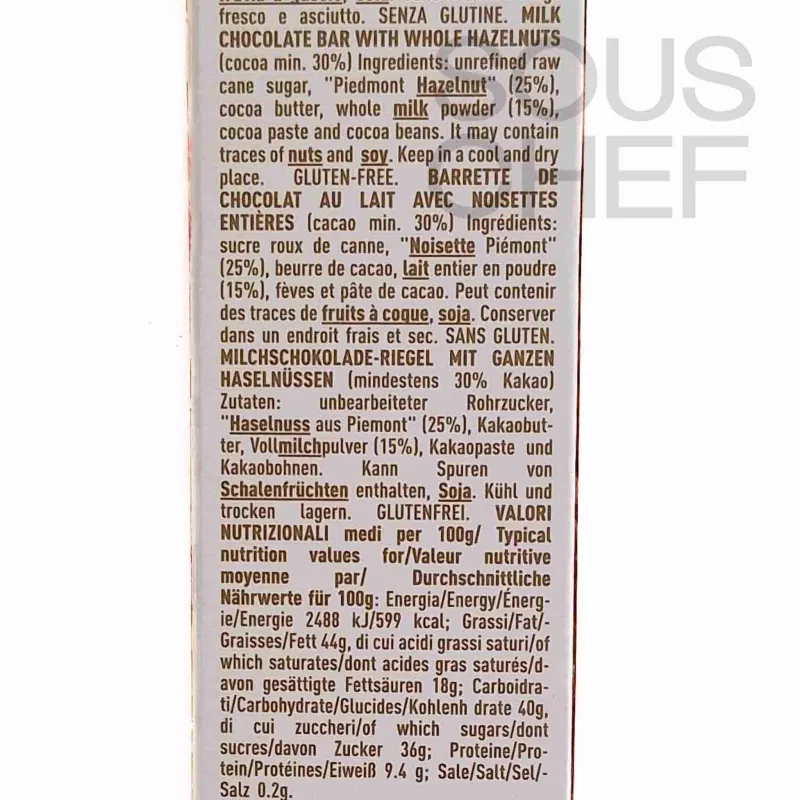 fresco e asciutto. SENZA GLUTINE. MILK
CHOCOLATE BAR WITH WHOLE HAZELNUTS
(cocoa min. 30%) Ingredients: unrefined raw
cane sugar, "Piedmont Hazelnut" (25%),
cocoa butter, whole milk powder (15%),
cocoa paste and cocoa beans. It may contain
traces of nuts and soy. Keep in a cool and dry
place. GLUTEN-FREE. BARRETTE DE
CHOCOLAT AU LAIT AVEC NOISETTES
ENTIÈRES (cacao min. 30%) Ingrédients:
sucre roux de canne, "Noisette Piémont"
(25%), beurre de cacao, lait entier en poudre
(15%), fèves et pâte de cacao. Peut contenir
des traces de fruits à coque, soja. Conserver
dans un endroit frais et sec. SANS GLUTEN.
MILCHSCHOKOLADE-RIEGEL MIT GANZEN
HASELNÜSSEN (mindestens 30% Kakao)
Zutaten: unbearbeiteter Rohrzucker,
"Haselnuss aus Piemont" (25%), Kakaobut-
ter, Vollmilchpulver (15%), Kakaopaste und
Kakaobohnen. Kann Spuren von
Schalenfrüchten enthalten, Soja. Kühl und
trocken lagern. GLUTENFREI. VALORI
NUTRIZIONALI medi per 100g/ Typical
nutrition values for/Valeur nutritive
moyenne par/ Durchschnittliche
Nährwerte für 100g: Energia/Energy/Énerg-
ie/Energie 2488 kJ/599 kcal; Grassi/Fat/-
Graisses/Fett 44g, di cui acidi grassi saturi/of
which saturates/dont acides gras saturés/d-
avon gesättigte Fettsäuren 18g; Carboidra-
ti/Carbohydrate/Glucides/Kohlenh drate 40g,
di cui zuccheri/of which sugars/dont
sucres/davon Zucker 36g; Proteine/Pro-
tein/Protéines/Eiweiß 9.4 g; Sale/Salt/Sel/-
Salz 0.2g.
SOUS
CHEF